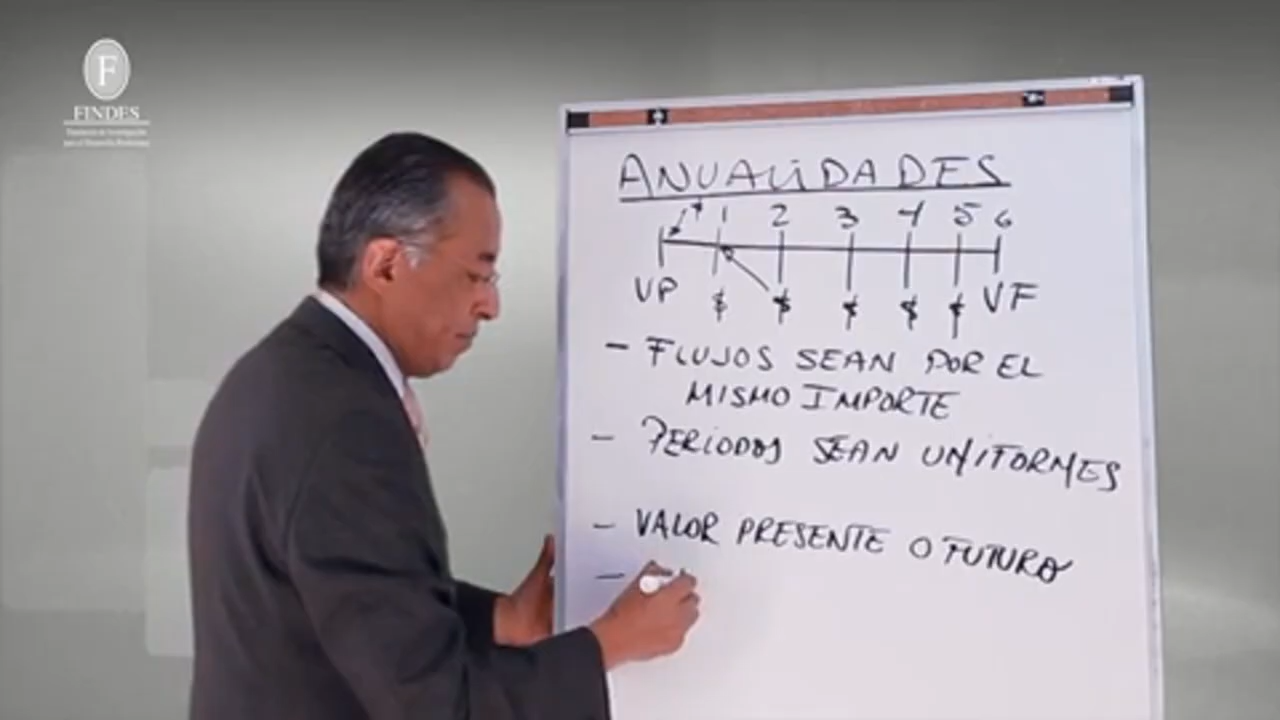 F
FINDES
ANUALIDADES
1 2 3 4 5 6
VP $ $ $ $ $ VF
- FLUJOS SEAN POR EL
MISMO IMPORTE
- PERIODOS SEAN UNIFORMES
- VALOR PRESENTE O FUTURO
-